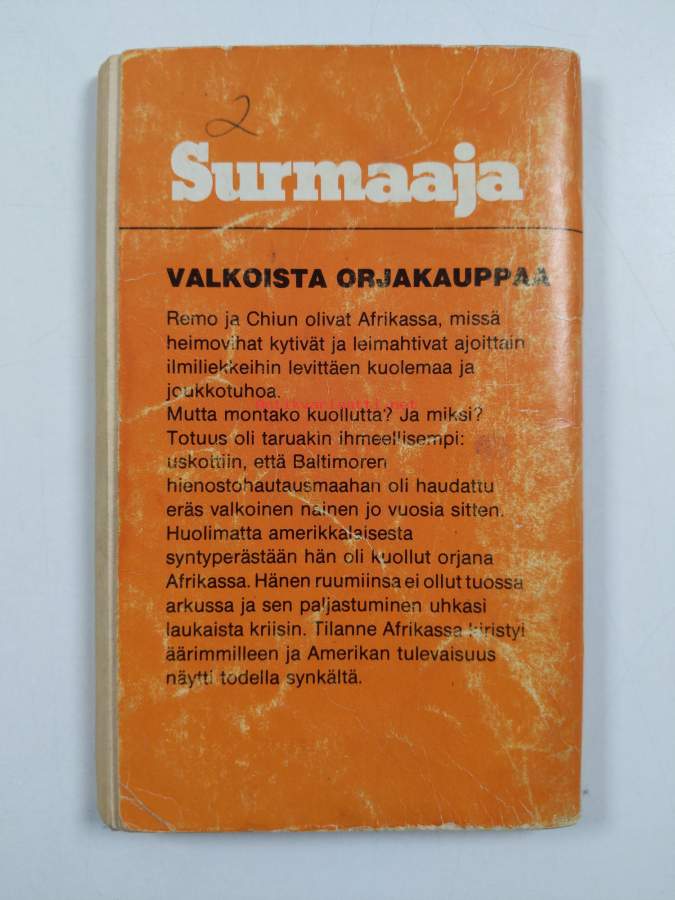 2
Surmaaja
VALKOISTA ORJAKAUPPAA
Remo ja Chiun olivat Afrikassa, missä
heimovihat kytivät ja leimahtivat ajoittain
ilmiliekkeihin levittäen kuolemaa ja
joukkotuhoa.
Mutta montako kuollutta? Ja miksi?
Totuus oli taruakin ihmeellisempi:
uskottiin, että Baltimoren
hienostohautausmaahan oli haudattu
eräs valkoinen nainen jo vuosia sitten.
Huolimatta amerikkalaisesta
syntyperästään hän oli kuollut orjana
Afrikassa. Hänen ruumiinsa ei ollut tuossa
arkussa ja sen paljastuminen uhkasi
laukaista kriisin. Tilanne Afrikassa kiristyi
äärimmilleen ja Amerikan tulevaisuus
näytti todella synkältä.